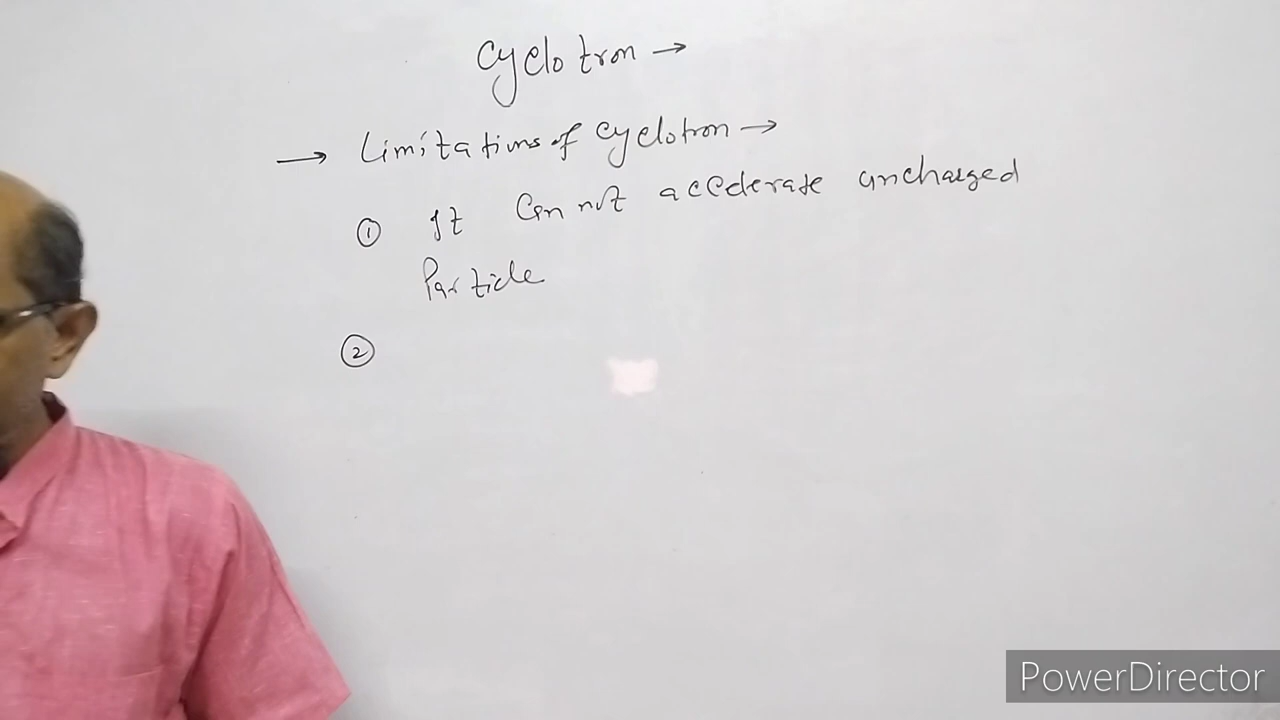 Cyclotron →
→ Limitations of Cyclotron →
① It Can not accelerate uncharged
Particle
②
PowerDirector